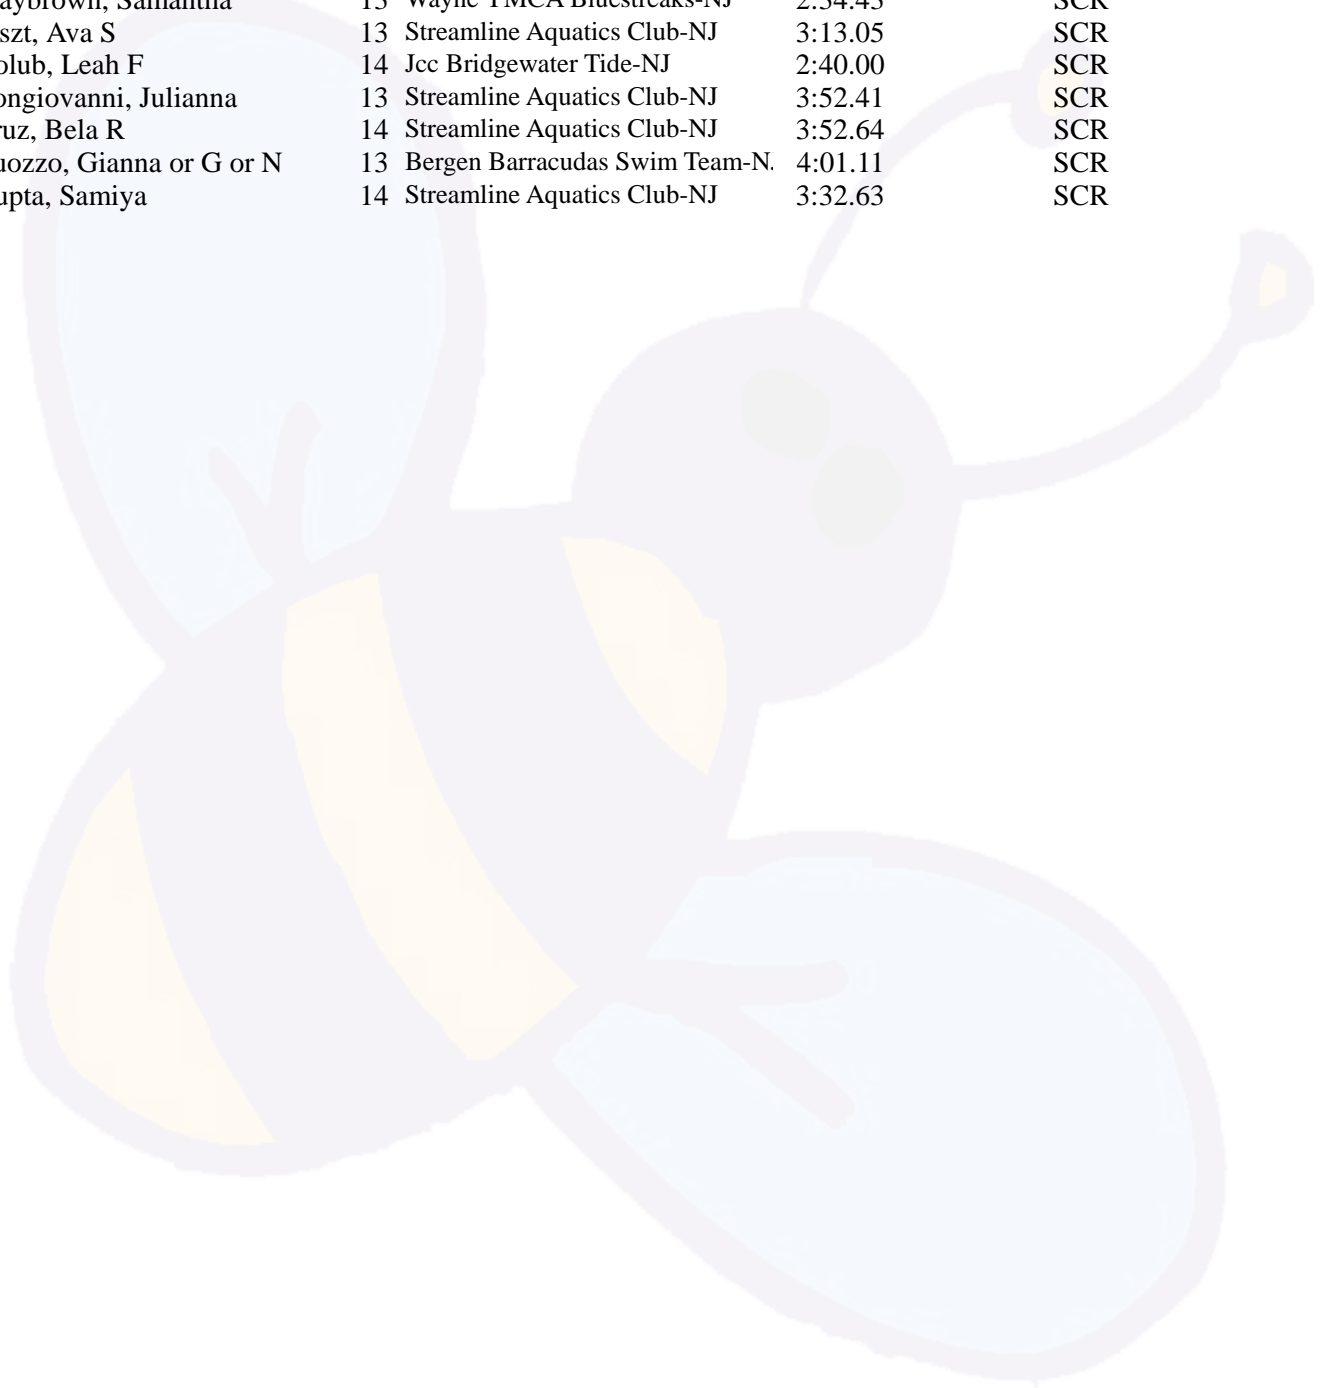 aybrown, Samantha 13 Wayne YMCA Bluestreaks-NJ 2:54.45 SCR
szt, Ava S 13 Streamline Aquatics Club-NJ 3:13.05 SCR
olub, Leah F 14 Jcc Bridgewater Tide-NJ 2:40.00 SCR
ongiovanni, Julianna 13 Streamline Aquatics Club-NJ 3:52.41 SCR
ruz, Bela R 14 Streamline Aquatics Club-NJ 3:52.64 SCR
uozzo, Gianna or G or N 13 Bergen Barracudas Swim Team-N 4:01.11 SCR
upta, Samiya 14 Streamline Aquatics Club-NJ 3:32.63 SCR